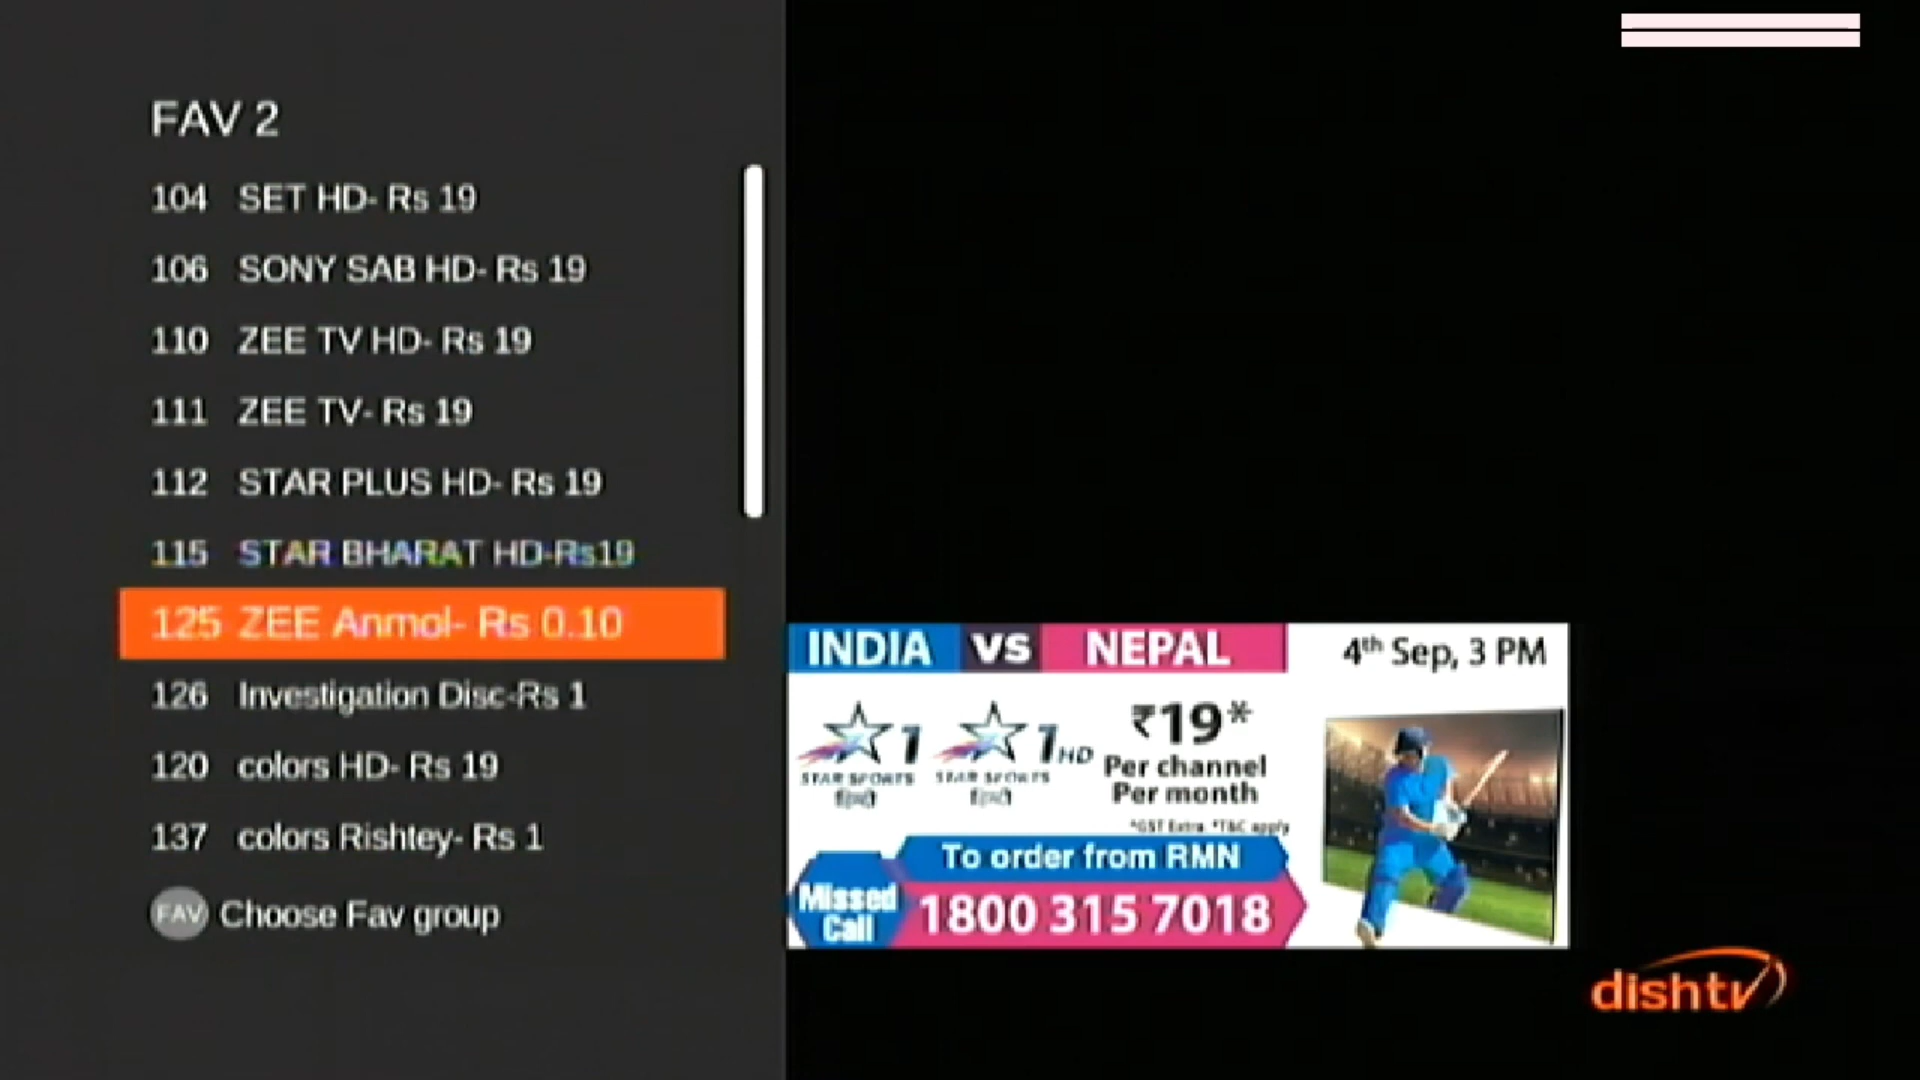 FAV 2
104 SET HD- Rs 19
106 SONY SAB HD- Rs 19
110 ZEE TV HD- Rs 19
111 ZEE TV- Rs 19
112 STAR PLUS HD- Rs 19
115 STAR BHARAT HD-Rs19
125 ZEE Anmol- Rs 0.10
126 Investigation Disc-Rs 1
120 colors HD- Rs 19
137 colors Rishtey- Rs 1
FAV Choose Fav group
INDIA VS NEPAL
4th Sep, 3 PM
1
STAR SPORTS
हिन्दी
1HD
STAR SPORTS
हिन्दी
₹19*
Per channel
Per month
*GST Extra. *T&C apply
To order from RMN
Missed
Call
1800 315 7018
dishtv